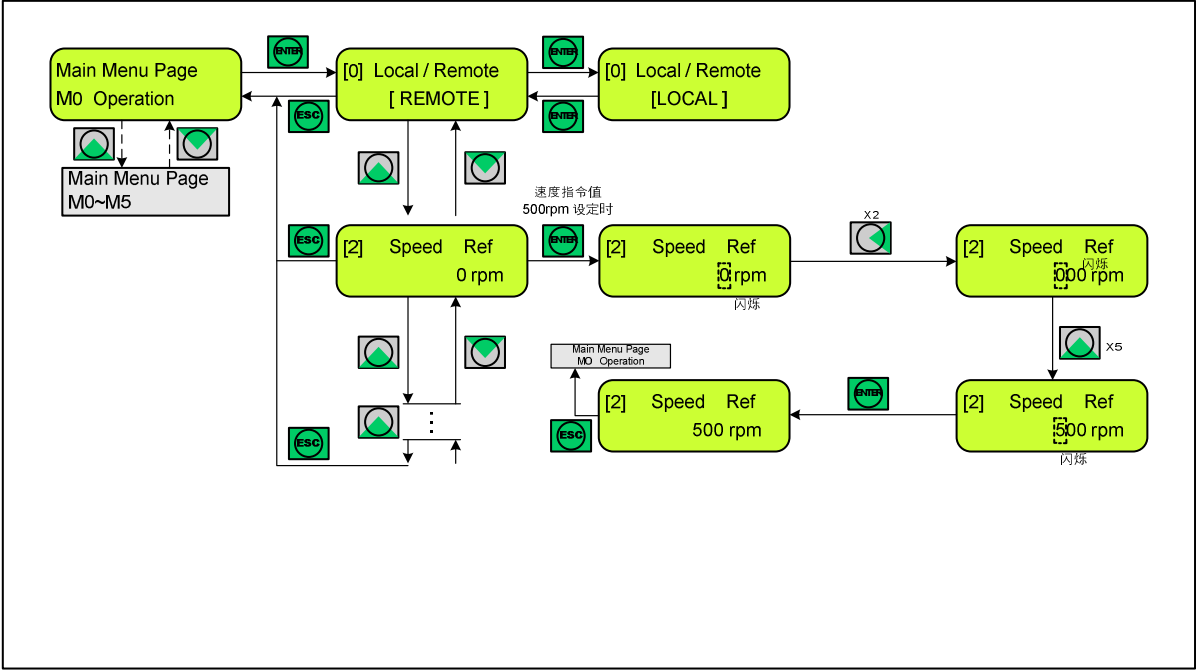 Main Menu Page
M0 Operation
ENTER
[0] Local / Remote
[ REMOTE ]
ENTER
[0] Local / Remote
[LOCAL ]
ESC
ENTER
Main Menu Page
M0~M5
速度指令值
500rpm 设定时
ESC
[2] Speed Ref
0 rpm
ENTER
[2] Speed Ref
0 rpm
闪烁
X2
[2] Speed Ref
闪烁
000 rpm
X5
Main Menu Page
M0 Operation
ESC
[2] Speed Ref
500 rpm
ENTER
[2] Speed Ref
500 rpm
闪烁
ESC